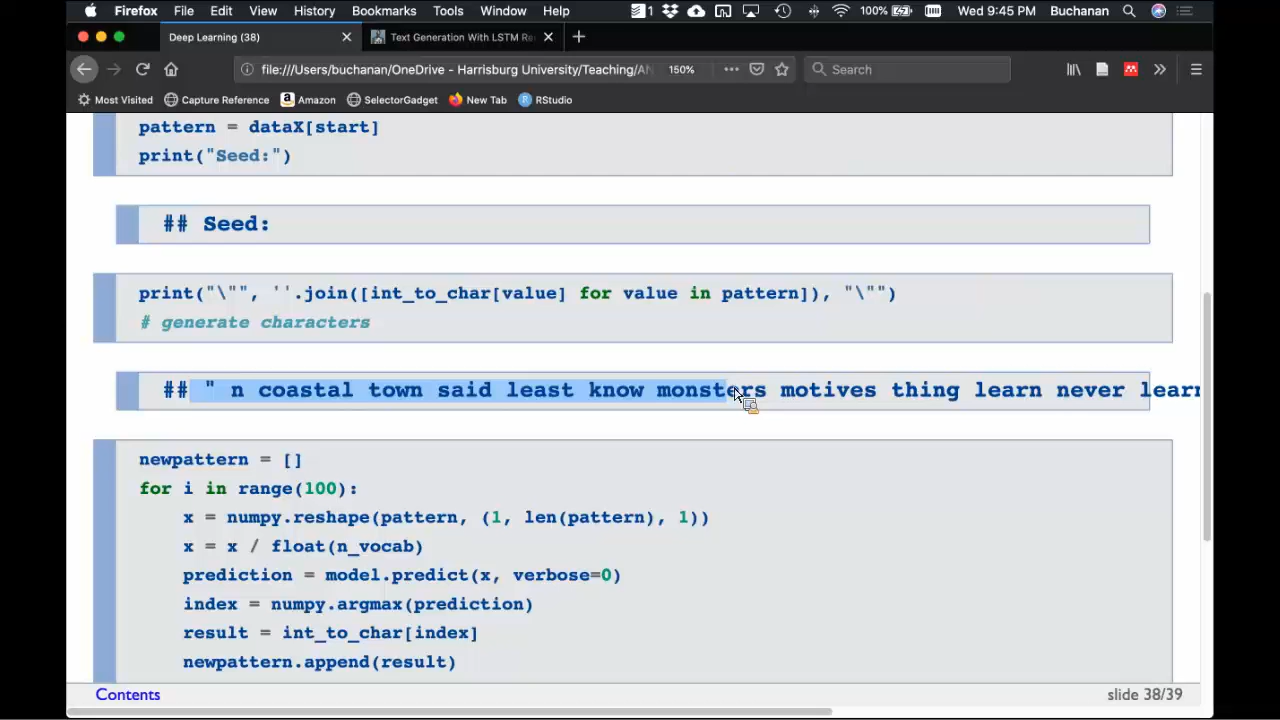 Firefox File Edit View History Bookmarks Tools Window Help 1 100% Wed 9:45 PM Buchanan
Deep Learning (38) Text Generation With LSTM Re
file:///Users/buchanan/OneDrive - Harrisburg University/Teaching/AN 150% Search
Most Visited Capture Reference Amazon SelectorGadget New Tab RStudio
pattern = dataX[start]
print("Seed:")
## Seed:
print("\"", ''.join([int_to_char[value] for value in pattern]), "\"")
# generate characters
## " n coastal town said least know monsters motives thing learn never learn
newpattern = []
for i in range(100):
x = numpy.reshape(pattern, (1, len(pattern), 1))
x = x / float(n_vocab)
prediction = model.predict(x, verbose=0)
index = numpy.argmax(prediction)
result = int_to_char[index]
newpattern.append(result)
Contents slide 38/39